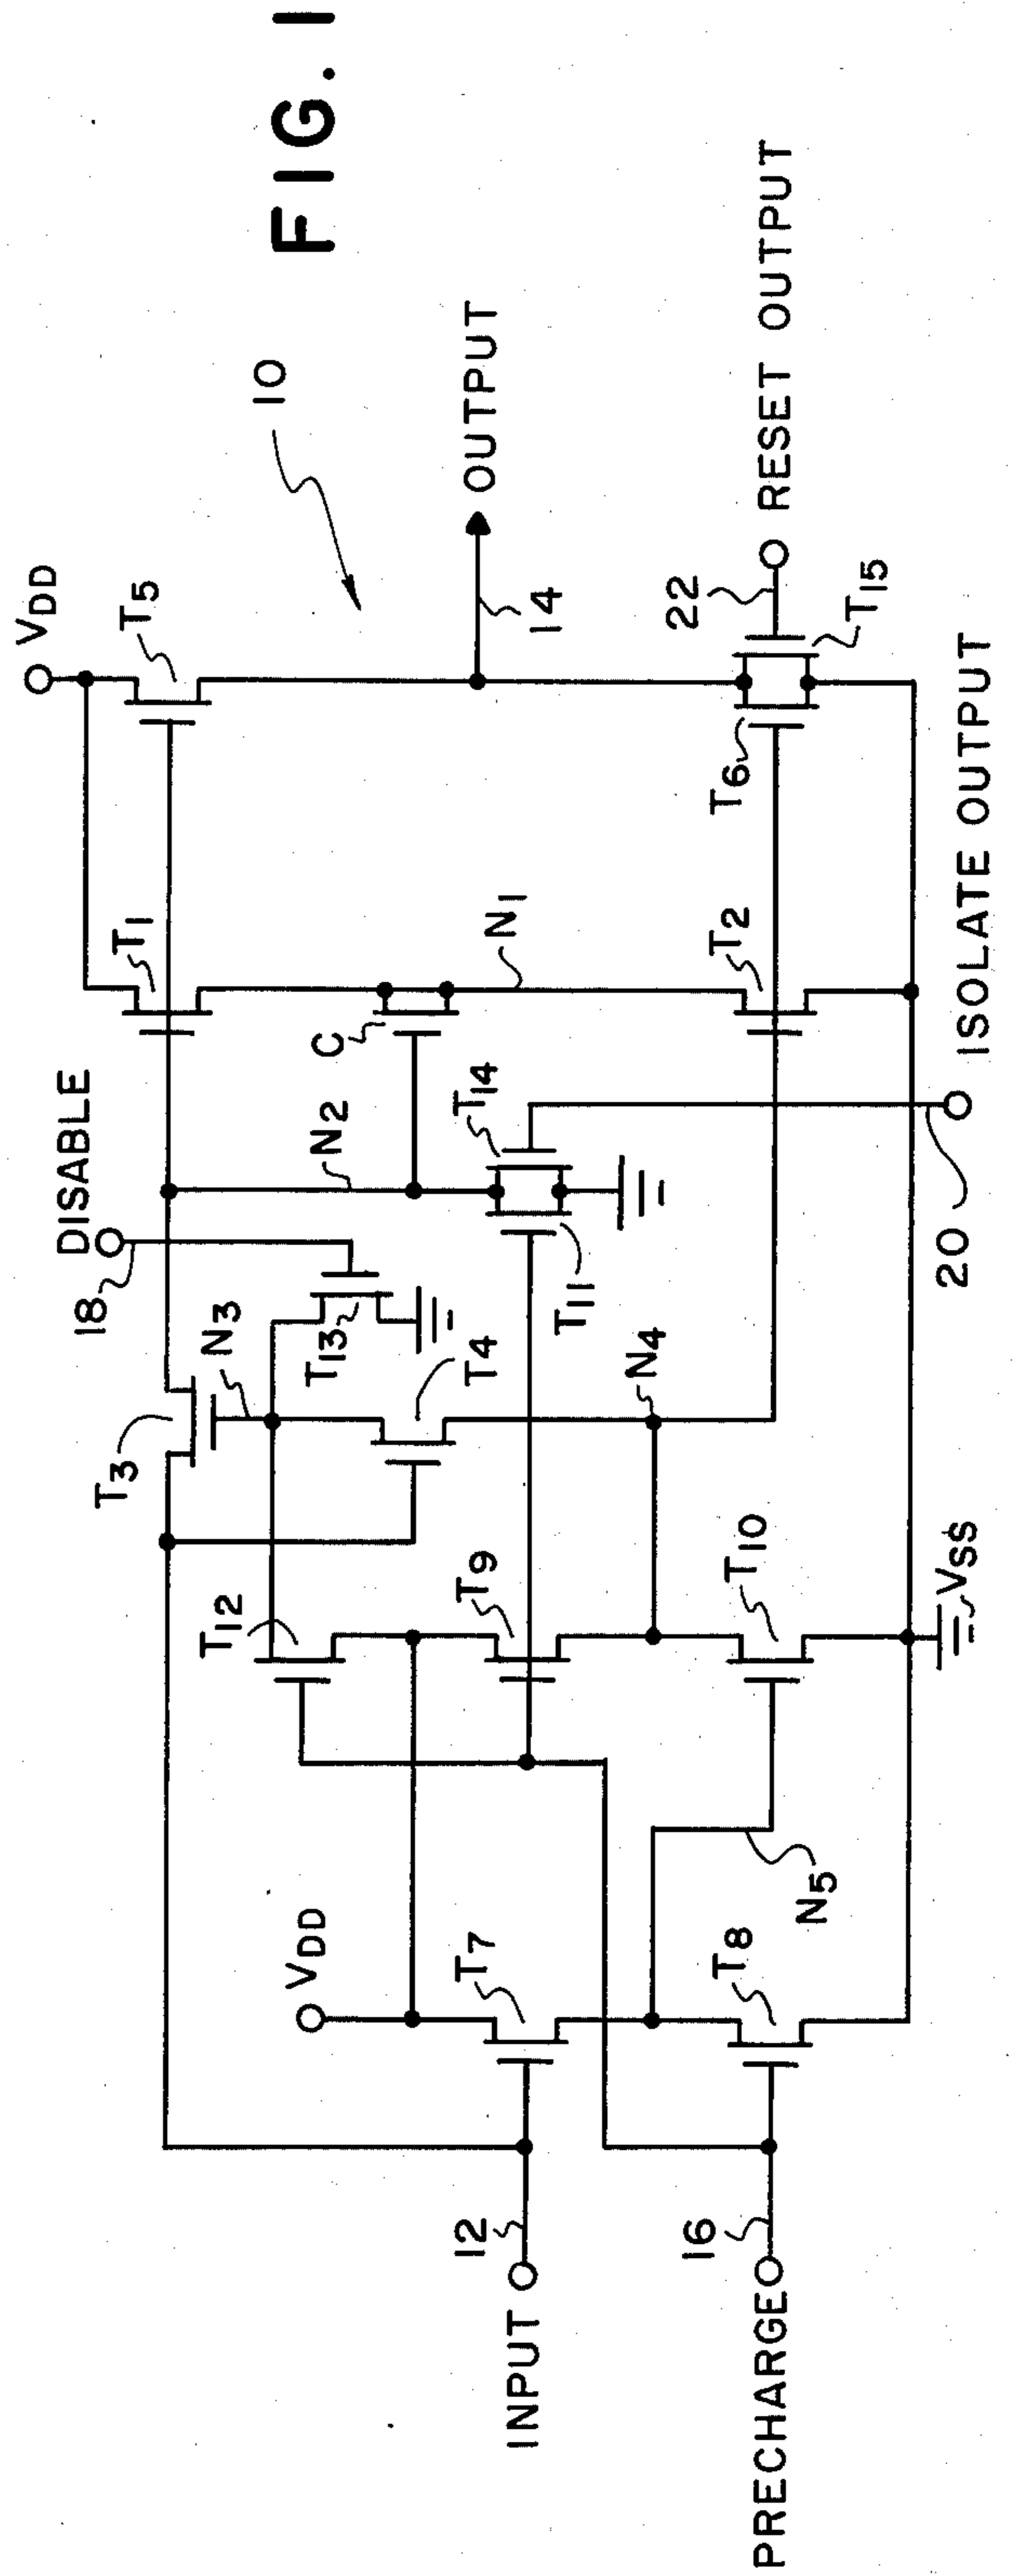 FIG. 1
10
VDD
T5
OUTPUT
14
22
RESET OUTPUT
T15
T6
T1
C
N1
T2
DISABLE
18
N2
T14
T11
20
ISOLATE OUTPUT
T3
N3
T13
T4
N4
T12
T9
T10
VSS
VDD
T7
T8
N5
12
INPUT
16
PRECHARGE